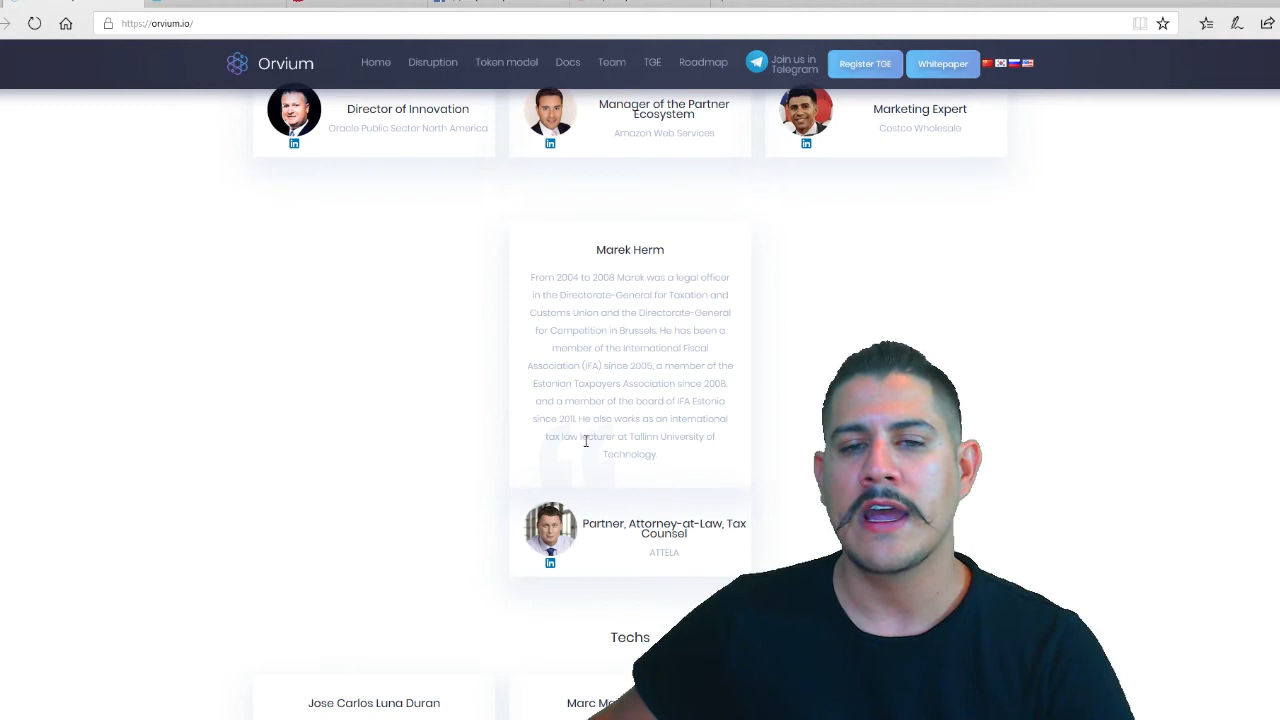 https://orvium.io/
Orvium
Home
Disruption
Token model
Docs
Team
TGE
Roadmap
Join us in
Telegram
Register TGE
Whitepaper
Director of Innovation
Oracle Public Sector North America
Manager of the Partner
Ecosystem
Amazon Web Services
Marketing Expert
Costco Wholesale
Marek Herm
From 2004 to 2008 Marek was a legal officer
in the Directorate-General for Taxation and
Customs Union and the Directorate-General
for Competition in Brussels. He has been a
member of the International Fiscal
Association (IFA) since 2005, a member of the
Estonian Taxpayers Association since 2008,
and a member of the board of IFA Estonia
since 2011. He also works as an international
tax law lecturer at Tallinn University of
Technology.
Partner, Attorney-at-Law, Tax
Counsel
ATTELA
Techs
Jose Carlos Luna Duran
Marc